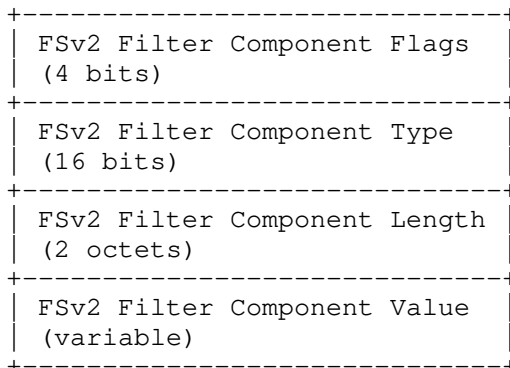 FSv2 Filter Component Flags
(4 bits)
FSv2 Filter Component Type
(16 bits)
FSv2 Filter Component Length
(2 octets)
FSv2 Filter Component Value
(variable)